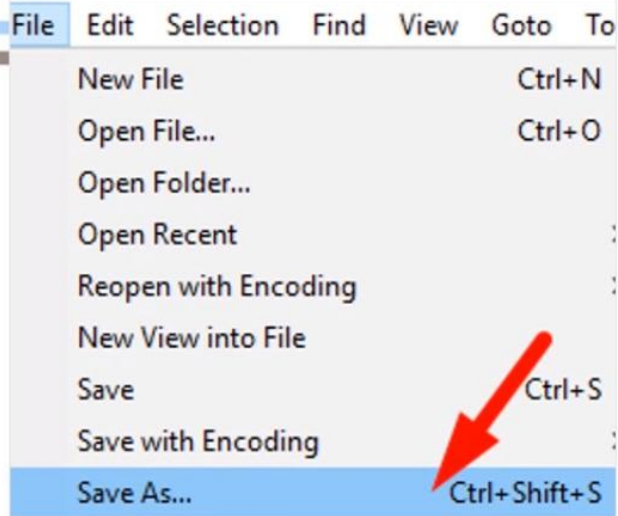 File Edit Selection Find View Goto To
New File Ctrl+N
Open File... Ctrl+O
Open Folder...
Open Recent
Reopen with Encoding
New View into File
Save Ctrl+S
Save with Encoding
Save As... Ctrl+Shift+S